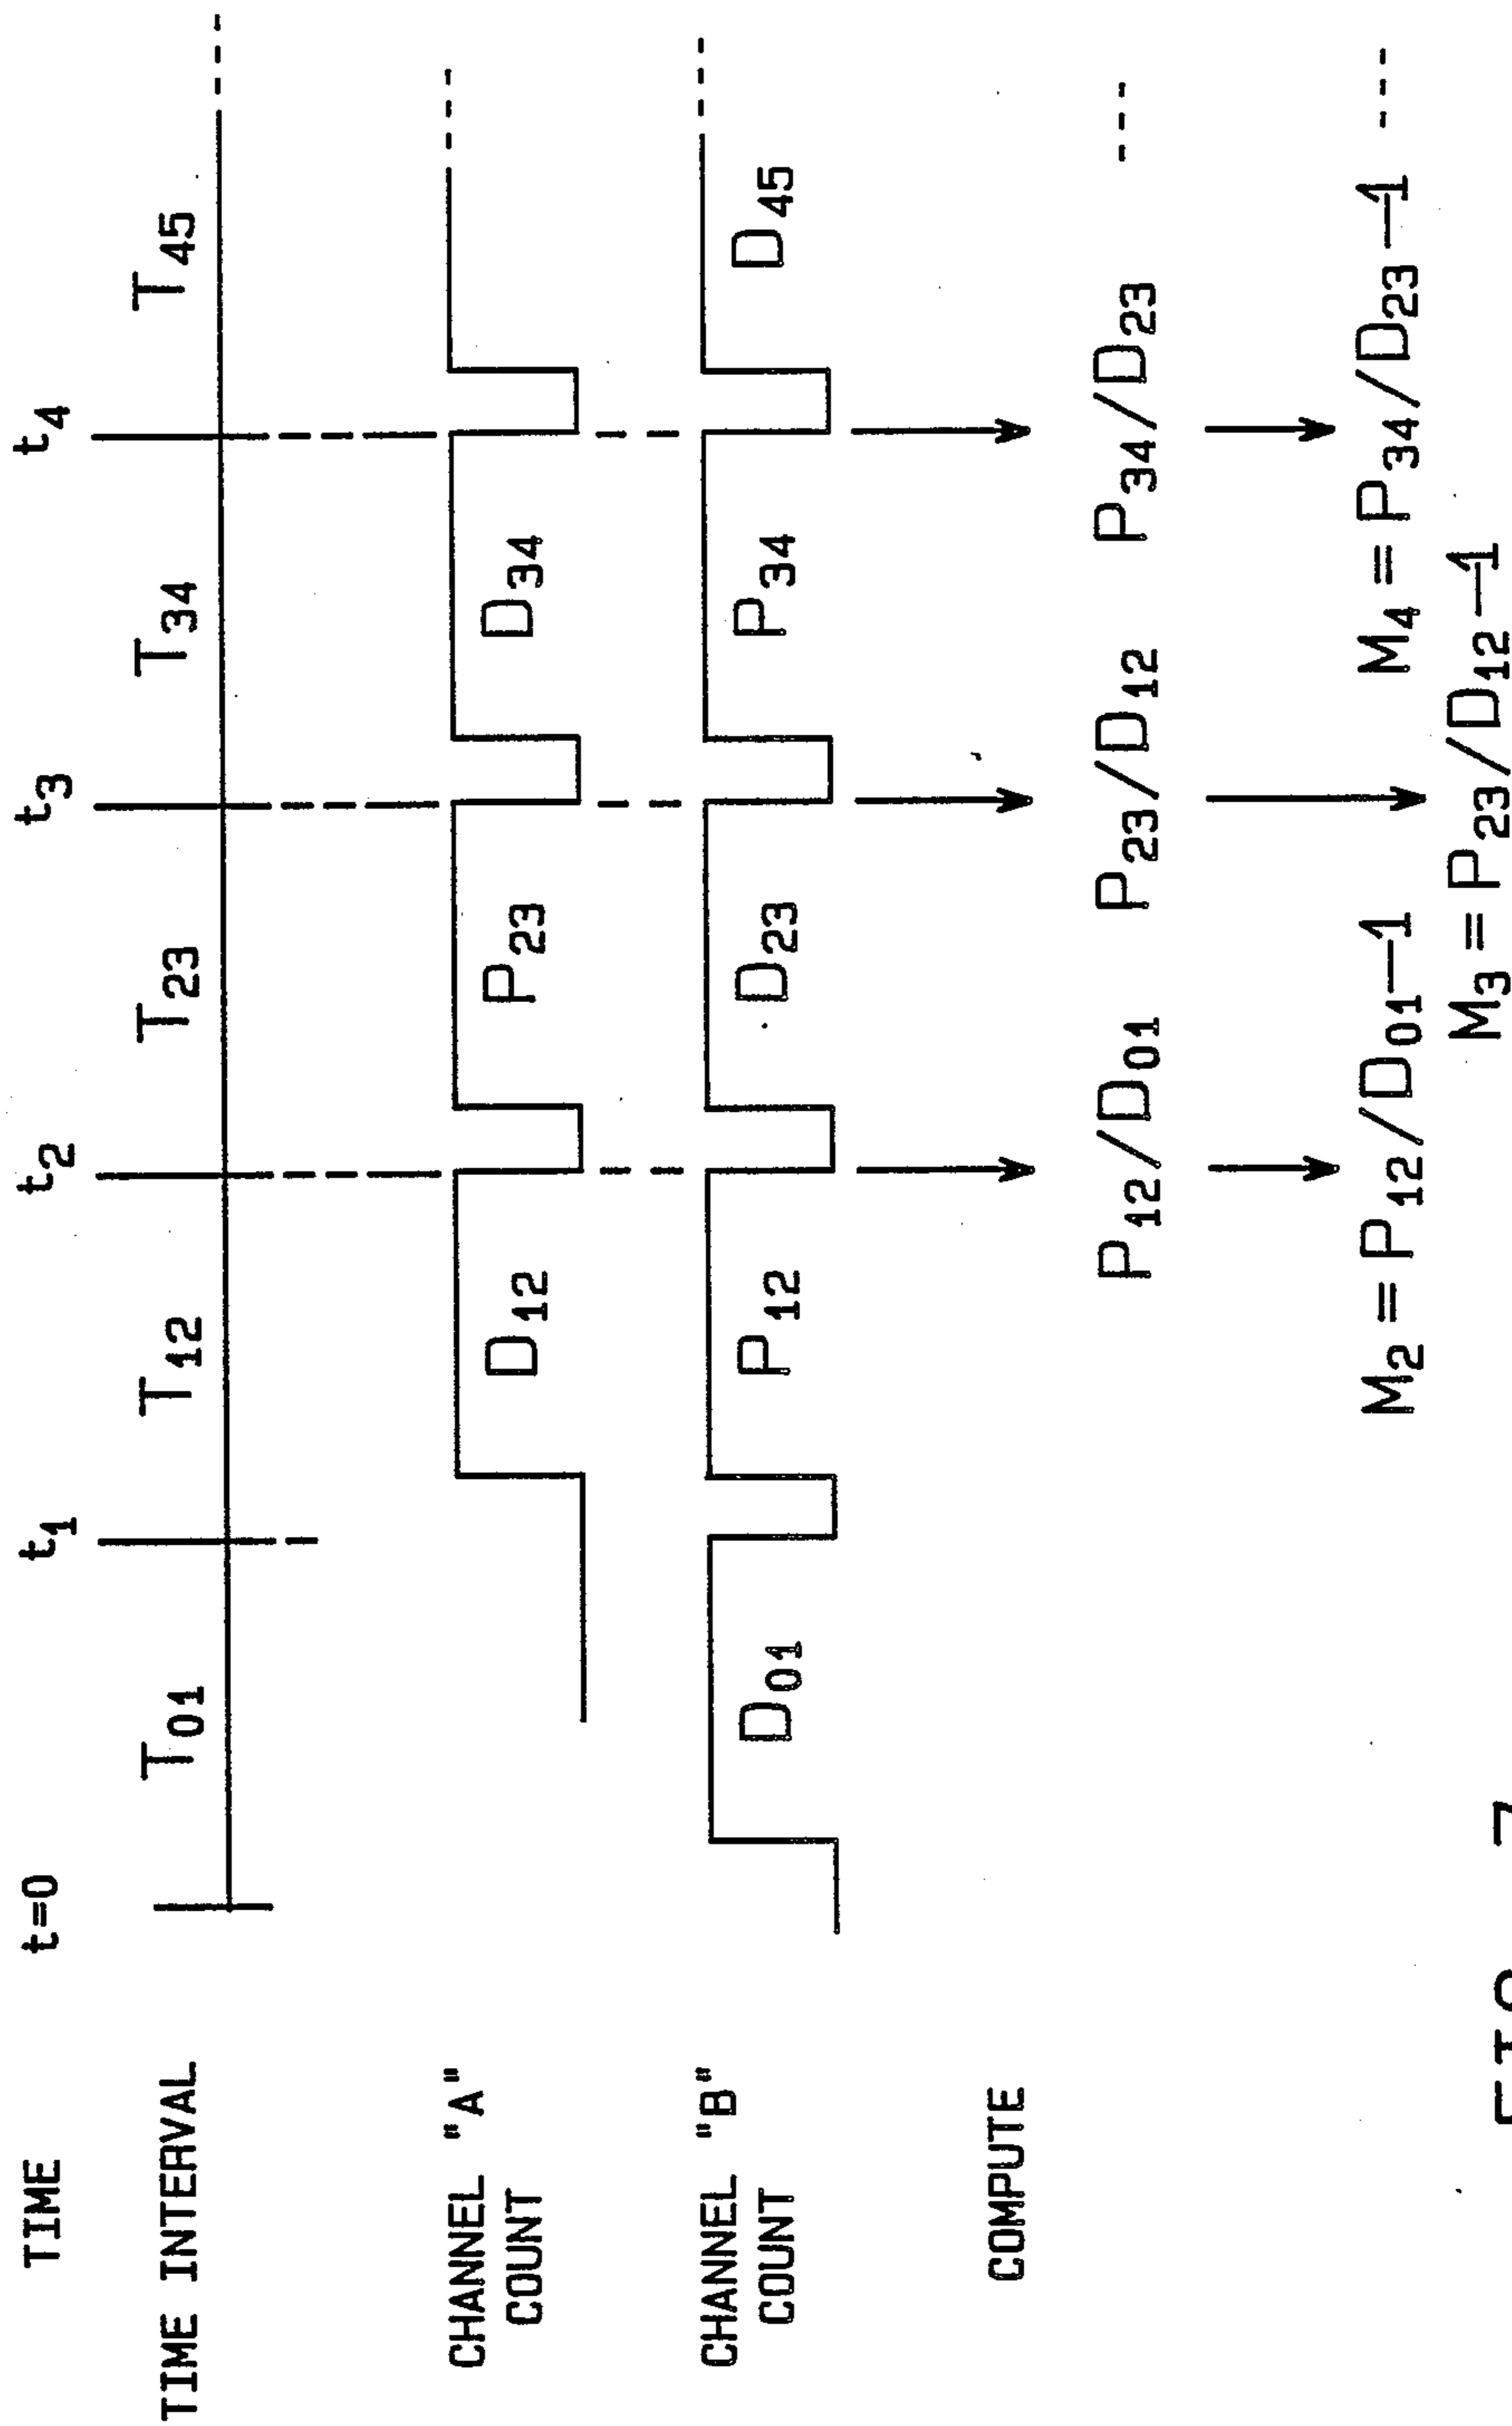 TIME t=0 t1 t2 t3 t4
TIME INTERVAL T01 T12 T23 T34 T45
CHANNEL "A" COUNT D12 P23 D34
CHANNEL "B" COUNT D01 P12 D23 P34 D45
COMPUTE
P12/D01 P23/D12 P34/D23 ---
M2 = P12/D01—1 M4 = P34/D23—1 ---
M3 = P23/D12—1